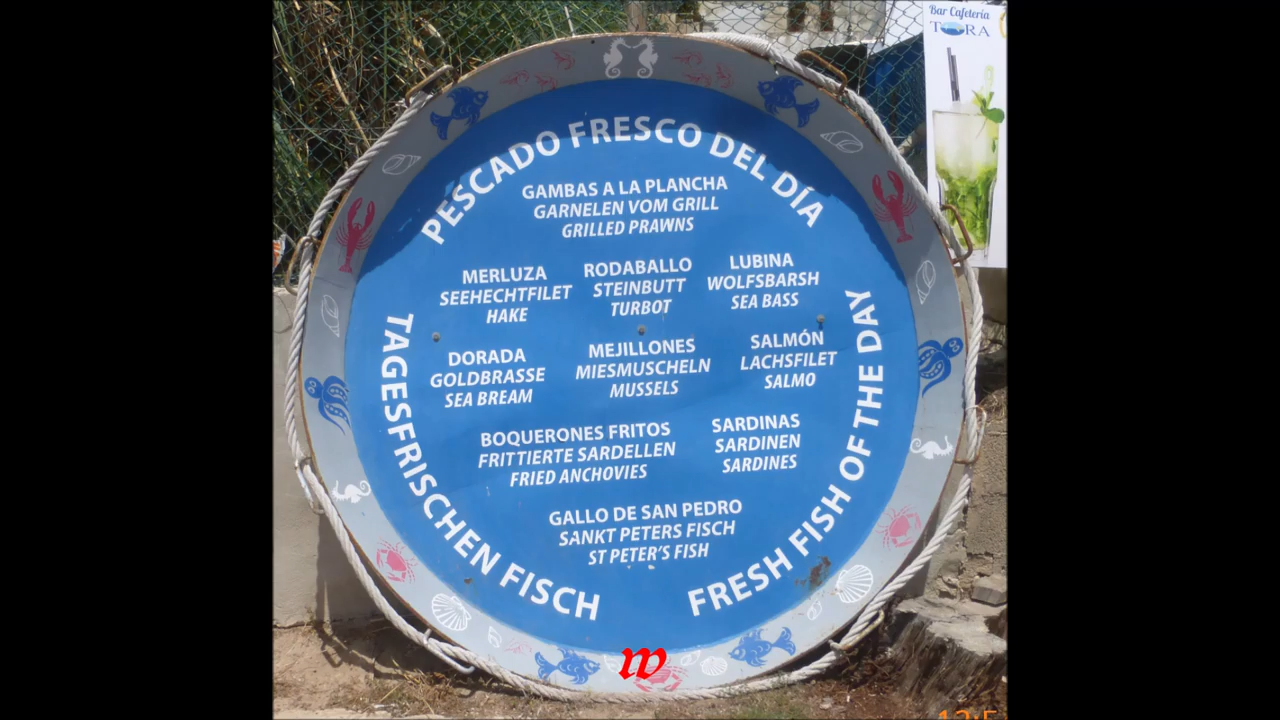 Bar Cafetería
TORA
PESCADO FRESCO DEL DÍA
GAMBAS A LA PLANCHA
GARNELEN VOM GRILL
GRILLED PRAWNS
MERLUZA
SEEHECHTFILET
HAKE
RODABALLO
STEINBUTT
TURBOT
LUBINA
WOLFSBARSH
SEA BASS
DORADA
GOLDBRASSE
SEA BREAM
MEJILLONES
MIESMUSCHELN
MUSSELS
SALMÓN
LACHSFILET
SALMO
BOQUERONES FRITOS
FRITTIERTE SARDELLEN
FRIED ANCHOVIES
SARDINAS
SARDINEN
SARDINES
GALLO DE SAN PEDRO
SANKT PETERS FISCH
ST PETER'S FISH
TAGESFRISCHEN FISCH
FRESH FISH OF THE DAY
w